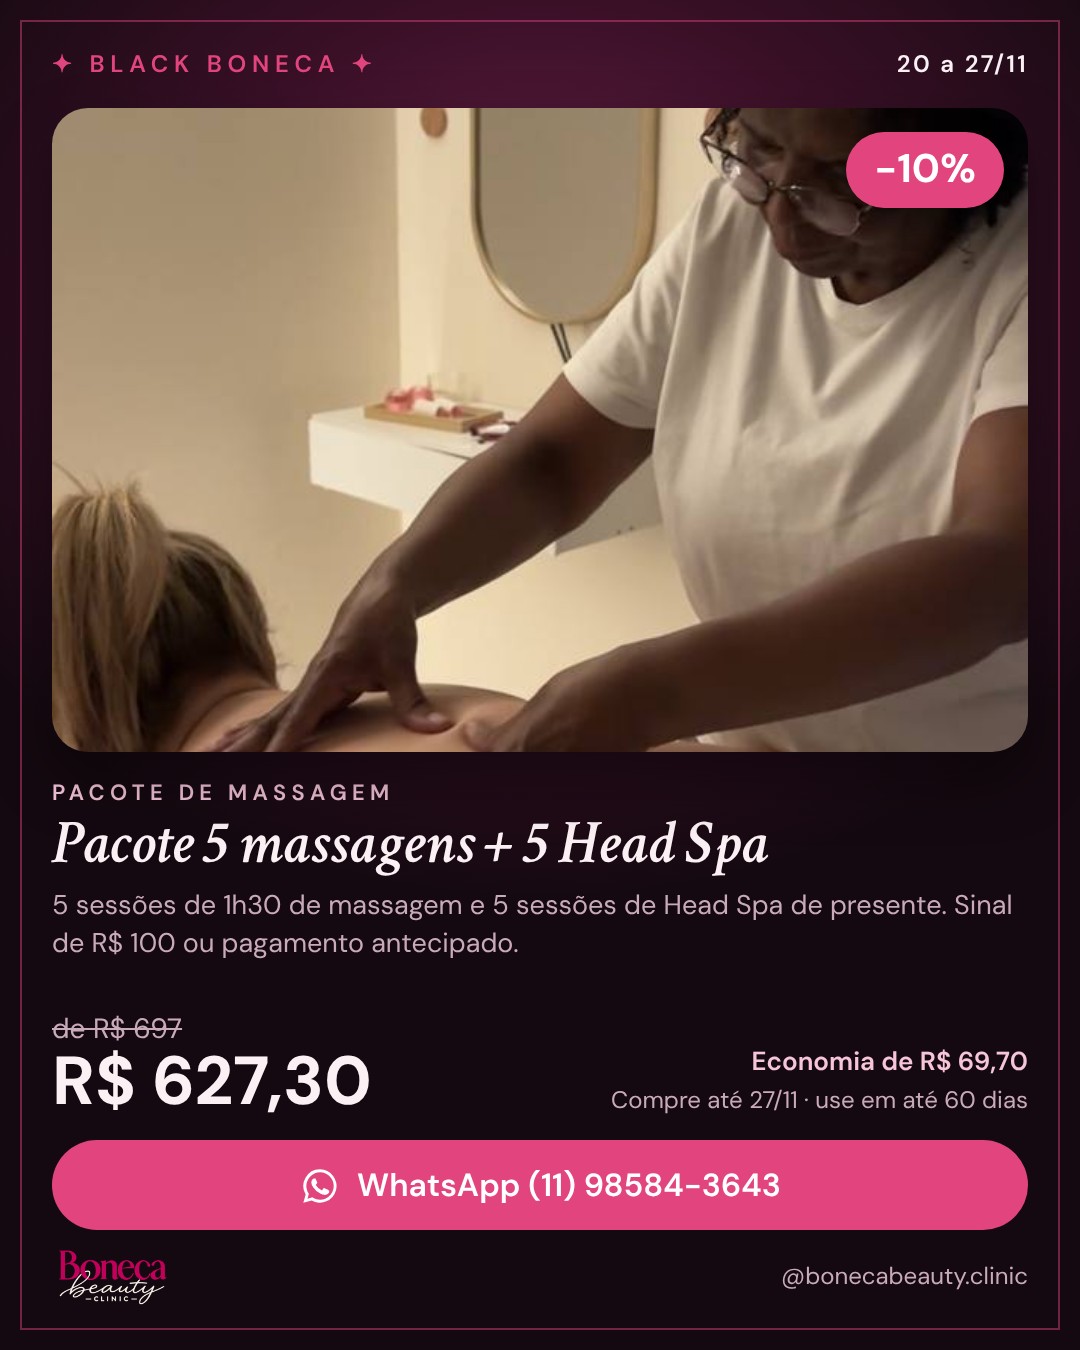 ✦ BLACK BONECA ✦
20 a 27/11
-10%
PACOTE DE MASSAGEM
Pacote 5 massagens + 5 Head Spa
5 sessões de 1h30 de massagem e 5 sessões de Head Spa de presente. Sinal
de R$ 100 ou pagamento antecipado.
de R$ 697
R$ 627,30
Economia de R$ 69,70
Compre até 27/11 · use em até 60 dias
WhatsApp (11) 98584-3643
Boneca
beauty
CLINIC
@bonecabeauty.clinic